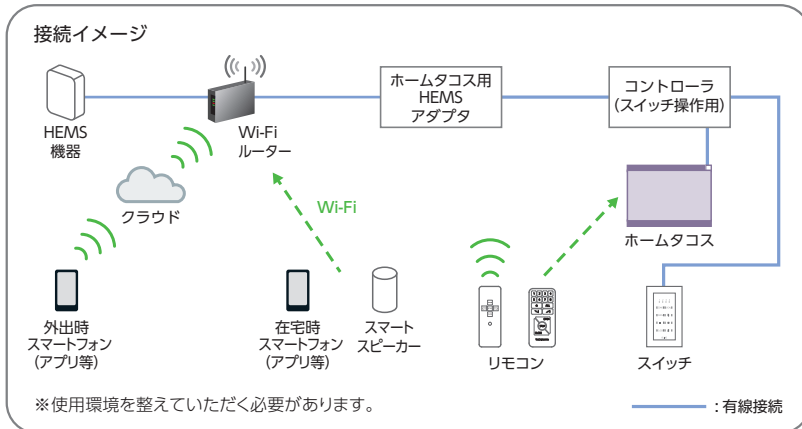 接続イメージ
HEMS
機器
Wi-Fi
ルーター
ホームタコス用
HEMS
アダプタ
コントローラ
(スイッチ操作用)
クラウド
Wi-Fi
ホームタコス
外出時
スマートフォン
(アプリ等)
在宅時
スマートフォン
(アプリ等)
スマート
スピーカー
リモコン
スイッチ
※使用環境を整えていただく必要があります。
：有線接続